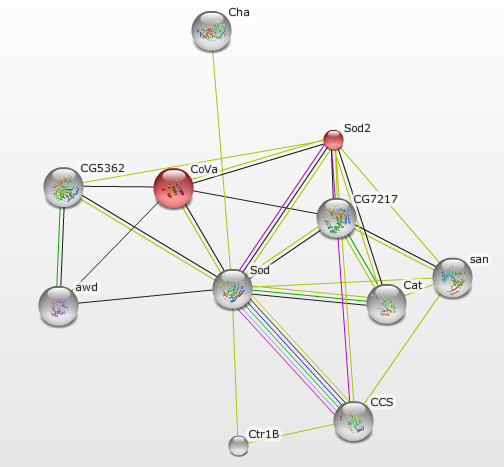 Cha
Sod2
CG5362
CoVa
CG7217
Sod
san
awd
Cat
CCS
Ctr1B